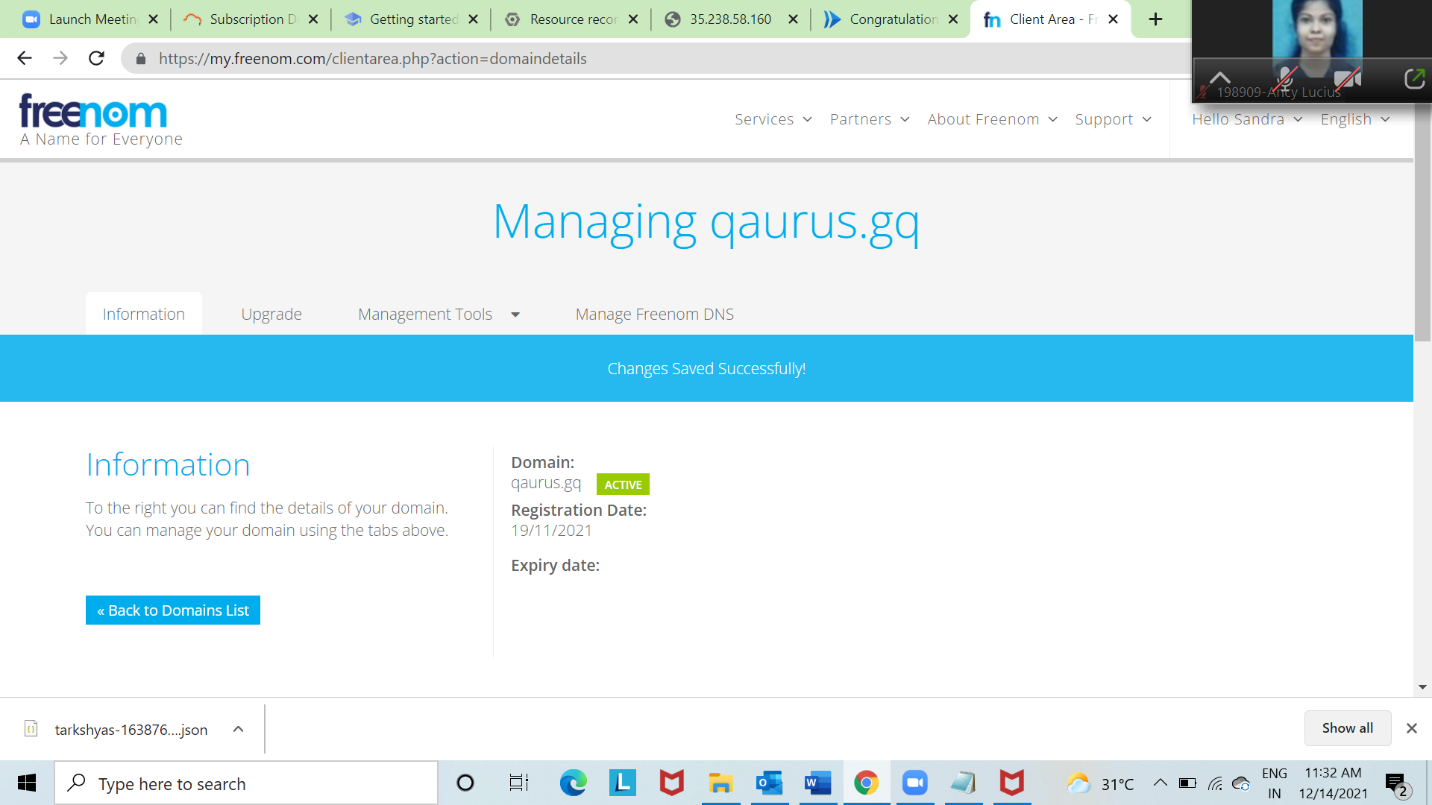 Launch Meetin
Subscription D
Getting started
Resource recor
35.238.58.160
Congratulation
Client Area - Fr
https://my.freenom.com/clientarea.php?action=domaindetails
198909-Ancy Lucius
freenom
A Name for Everyone
Services
Partners
About Freenom
Support
Hello Sandra
English
Managing qaurus.gq
Information
Upgrade
Management Tools
Manage Freenom DNS
Changes Saved Successfully!
Information
To the right you can find the details of your domain.
You can manage your domain using the tabs above.
« Back to Domains List
Domain:
qaurus.gq ACTIVE
Registration Date:
19/11/2021
Expiry date:
tarkshyas-163876....json
Show all
Type here to search
31°C
ENG
IN
11:32 AM
12/14/2021
2